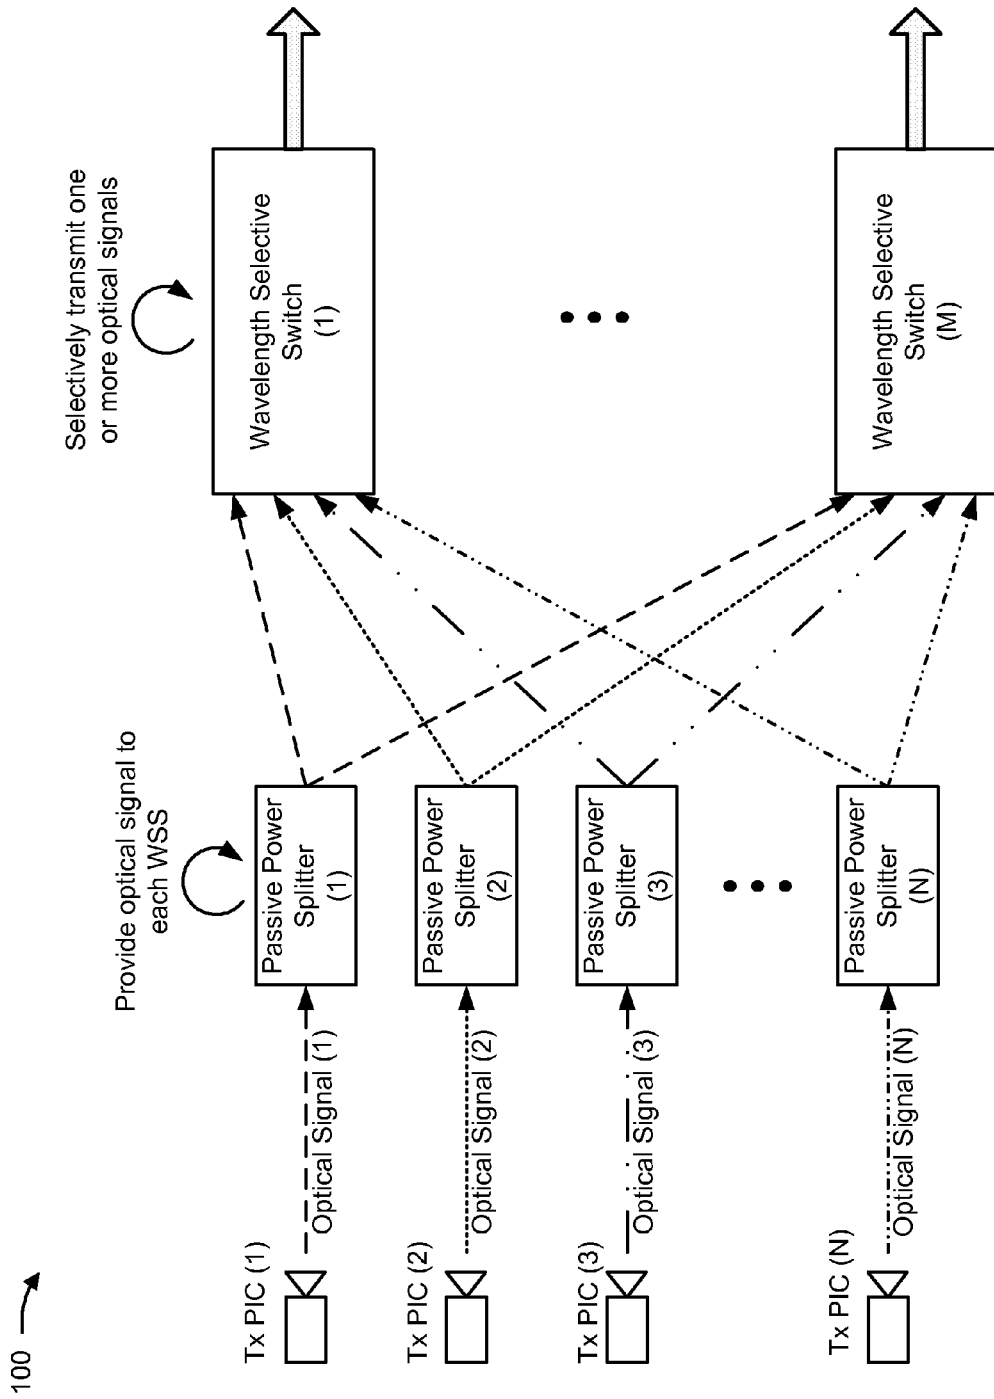 100
Tx PIC (1)
Optical Signal (1)
Passive Power
Splitter
(1)
Provide optical signal to
each WSS
Tx PIC (2)
Optical Signal (2)
Passive Power
Splitter
(2)
Tx PIC (3)
Optical Signal (3)
Passive Power
Splitter
(3)
Tx PIC (N)
Optical Signal (N)
Passive Power
Splitter
(N)
Selectively transmit one
or more optical signals
Wavelength Selective
Switch
(1)
Wavelength Selective
Switch
(M)